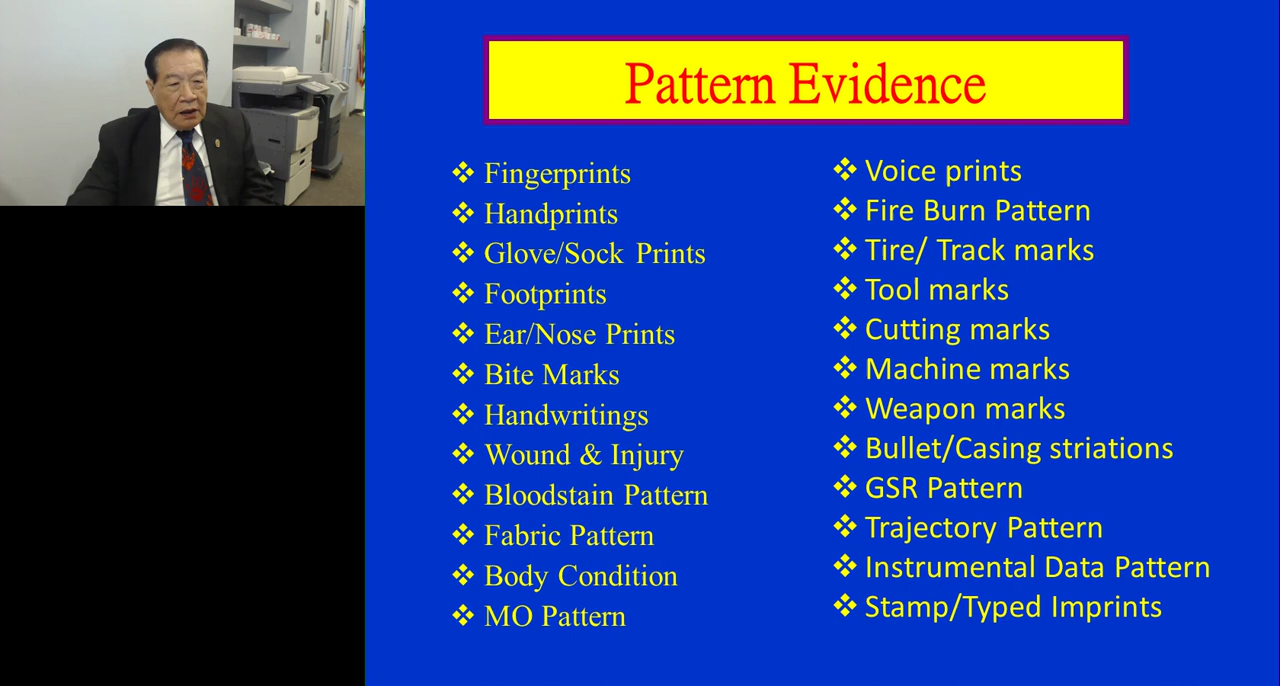 Pattern Evidence
❖ Fingerprints
❖ Handprints
❖ Glove/Sock Prints
❖ Footprints
❖ Ear/Nose Prints
❖ Bite Marks
❖ Handwritings
❖ Wound & Injury
❖ Bloodstain Pattern
❖ Fabric Pattern
❖ Body Condition
❖ MO Pattern
❖ Voice prints
❖ Fire Burn Pattern
❖ Tire/ Track marks
❖ Tool marks
❖ Cutting marks
❖ Machine marks
❖ Weapon marks
❖ Bullet/Casing striations
❖ GSR Pattern
❖ Trajectory Pattern
❖ Instrumental Data Pattern
❖ Stamp/Typed Imprints